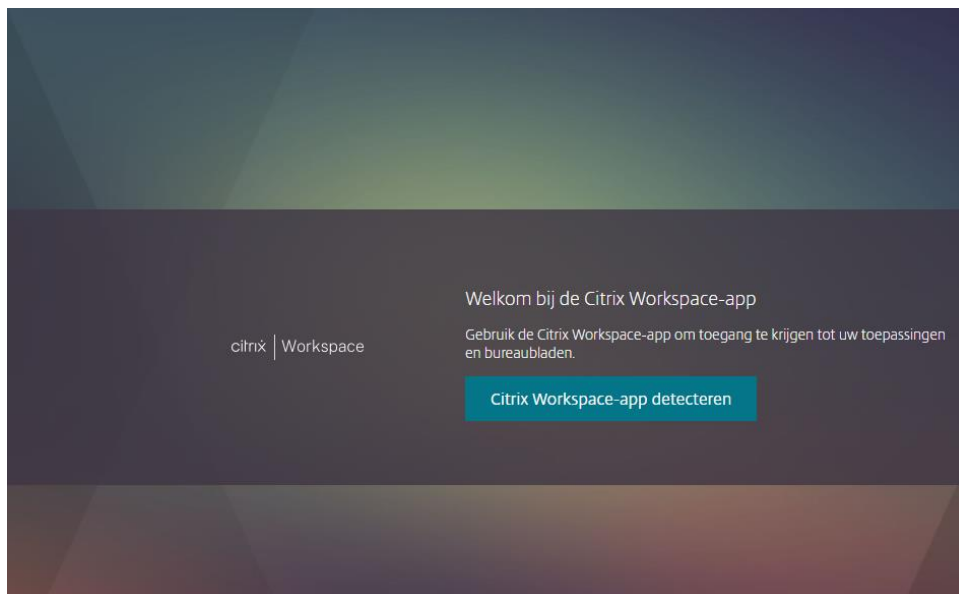 Welkom bij de Citrix Workspace-app
citrix | Workspace
Gebruik de Citrix Workspace-app om toegang te krijgen tot uw toepassingen
en bureaubladen.
Citrix Workspace-app detecteren